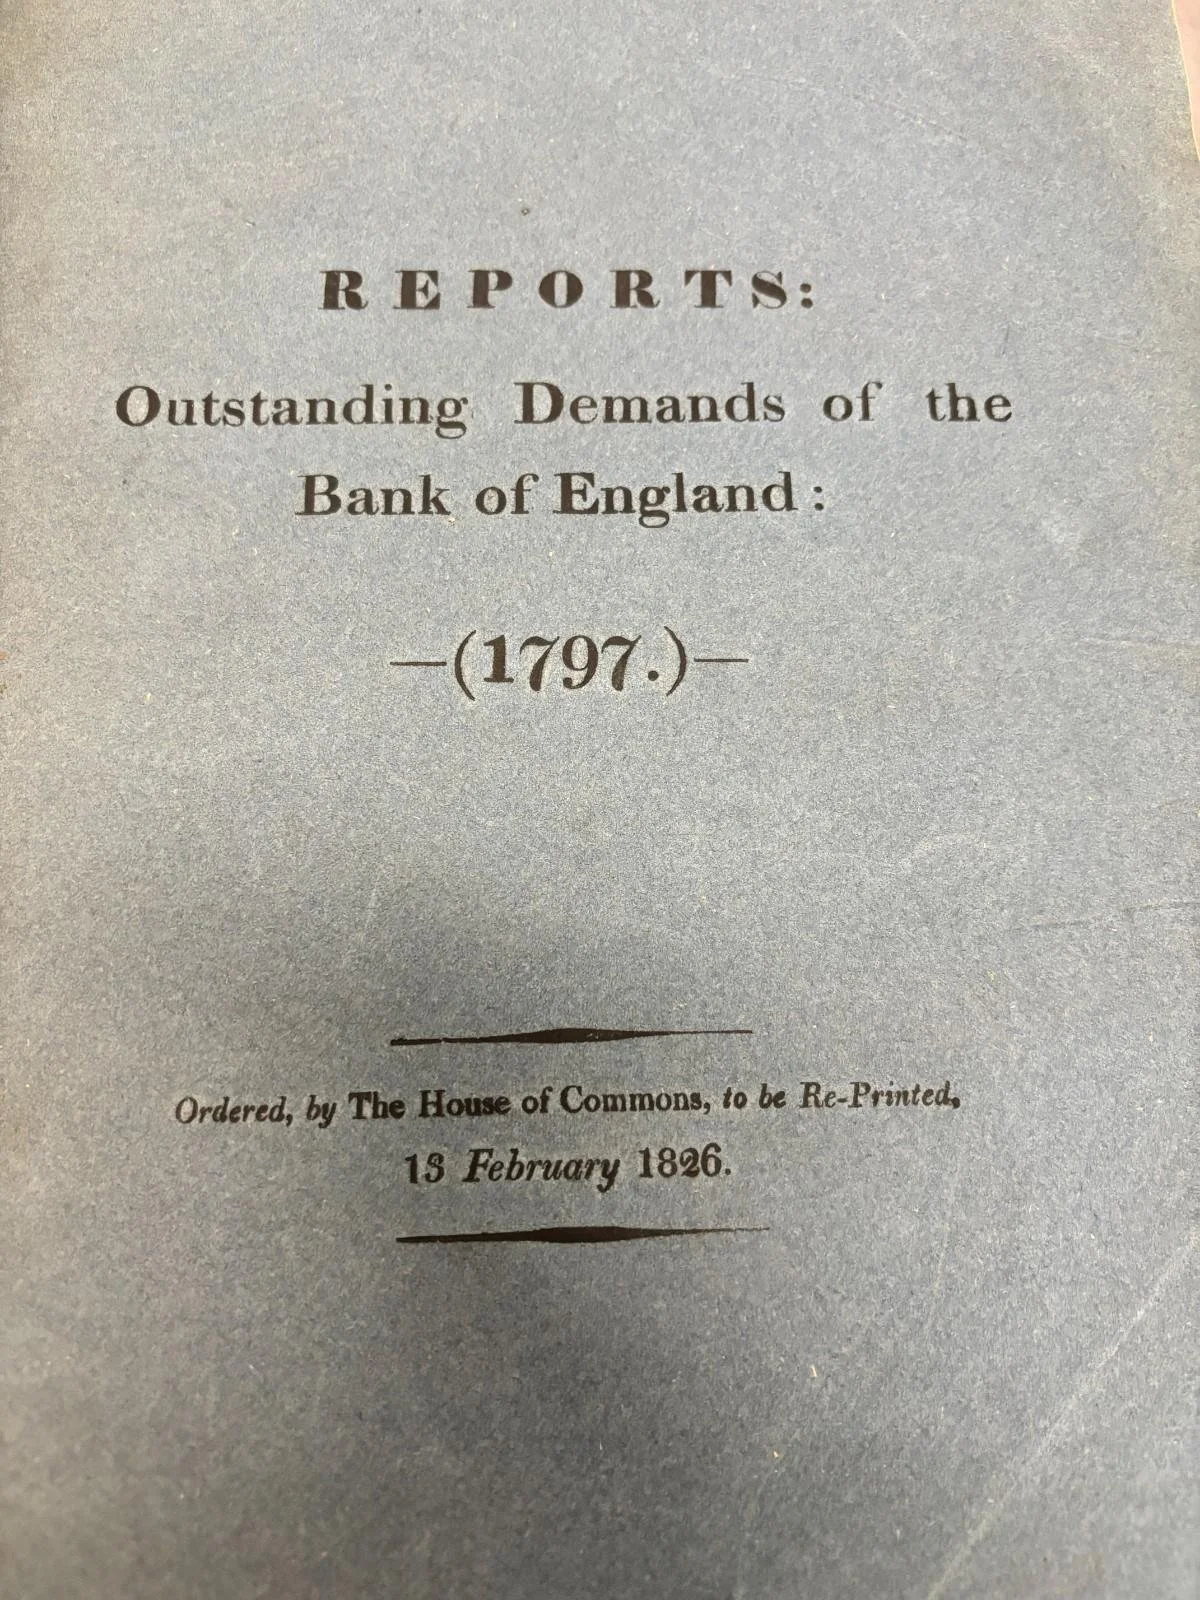 REPORTS:
Outstanding Demands of the
Bank of England:
—(1797.)—
Ordered, by The House of Commons, to be Re-Printed,
13 February 1826.